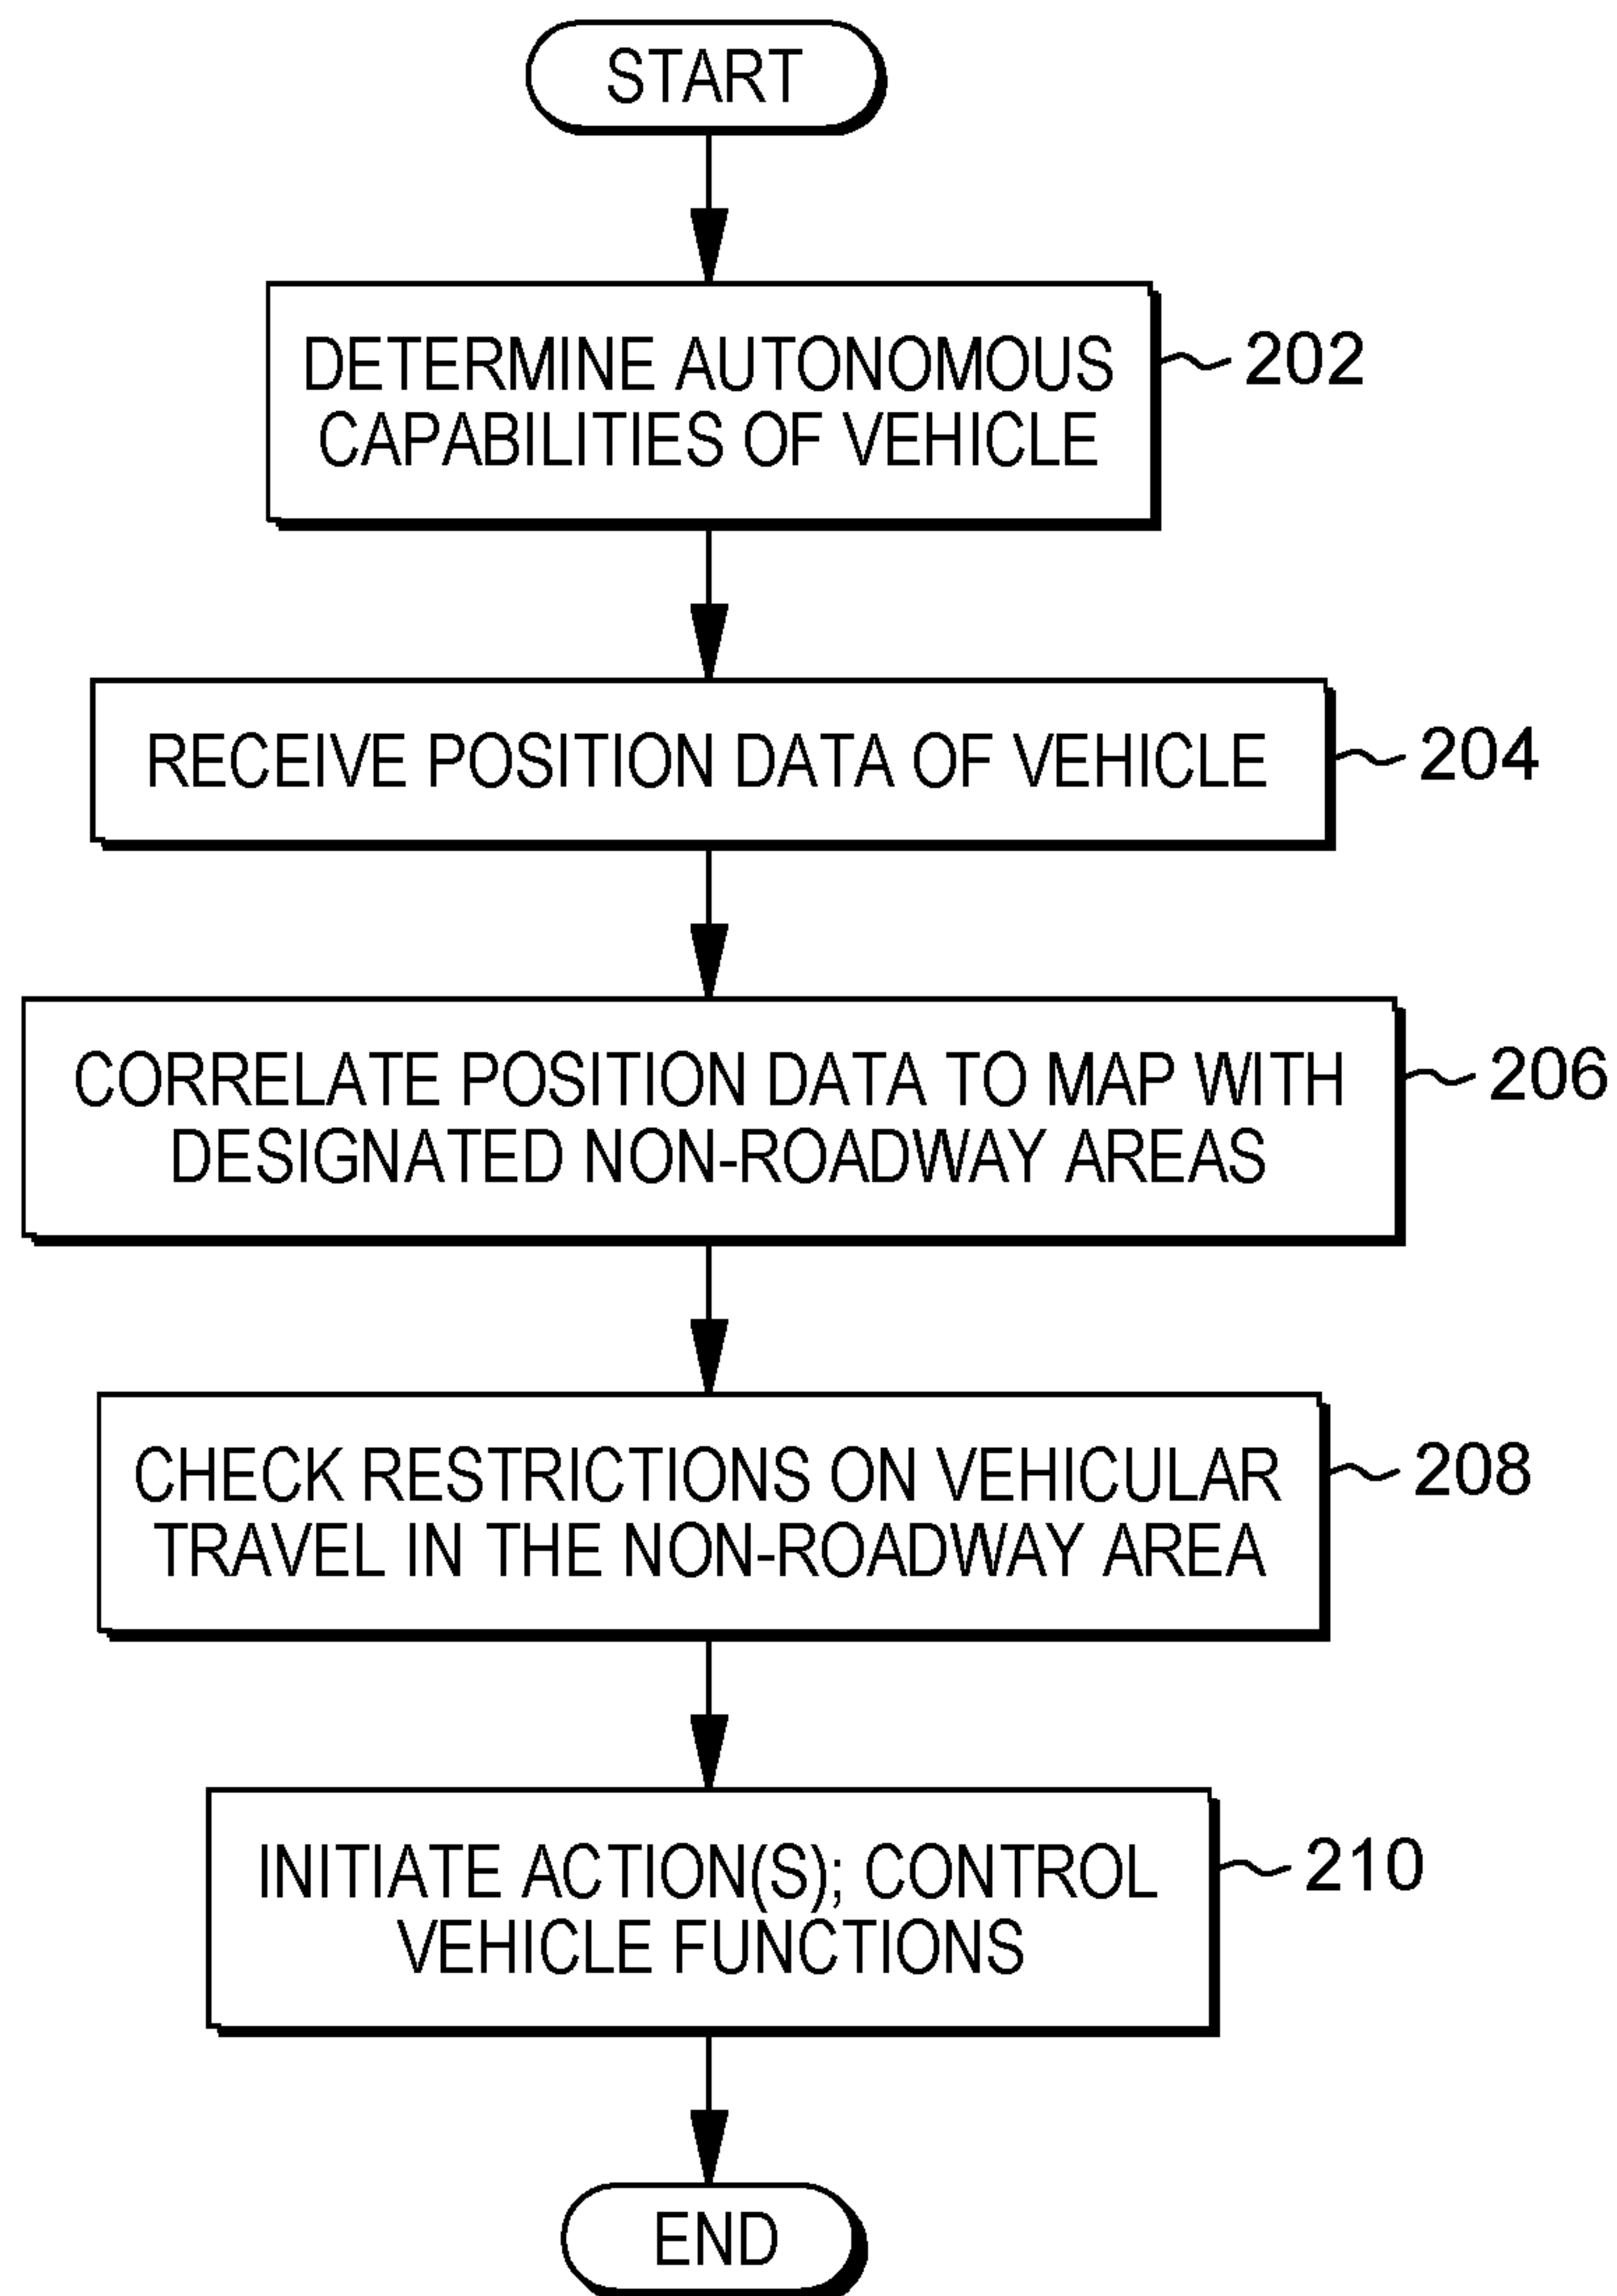 START
DETERMINE AUTONOMOUS
CAPABILITIES OF VEHICLE
202
RECEIVE POSITION DATA OF VEHICLE
204
CORRELATE POSITION DATA TO MAP WITH
DESIGNATED NON-ROADWAY AREAS
206
CHECK RESTRICTIONS ON VEHICULAR
TRAVEL IN THE NON-ROADWAY AREA
208
INITIATE ACTION(S); CONTROL
VEHICLE FUNCTIONS
210
END